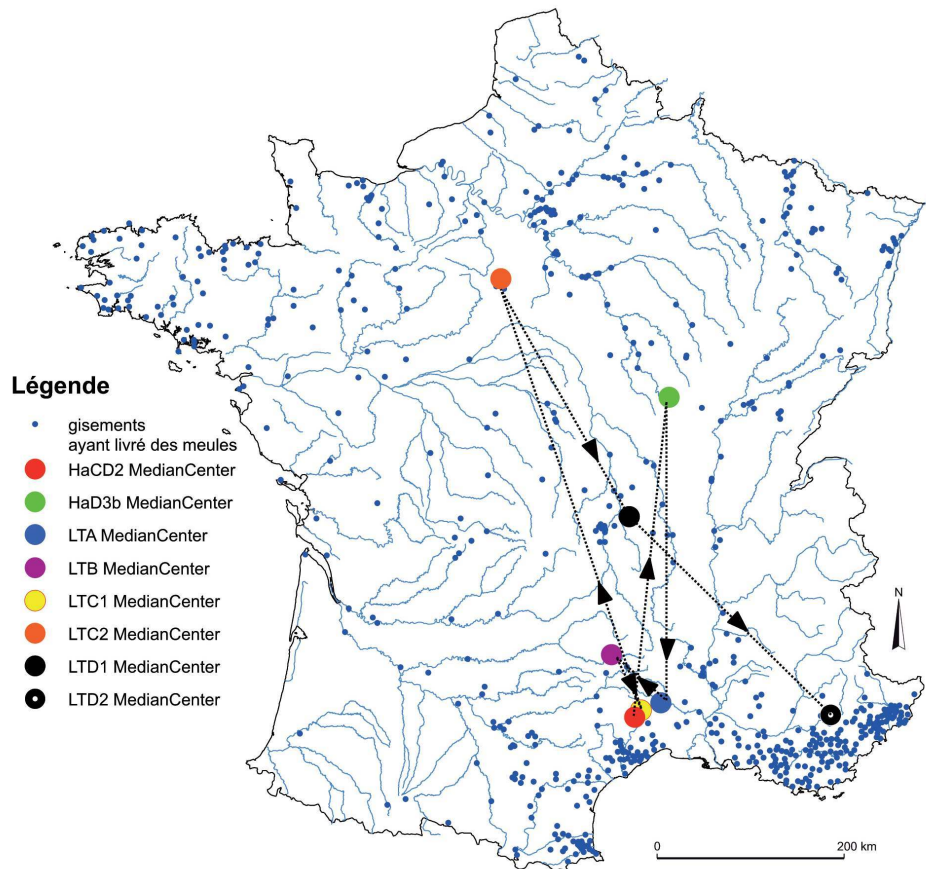 Légende
gisements
ayant livré des meules
HaCD2 MedianCenter
HaD3b MedianCenter
LTA MedianCenter
LTB MedianCenter
LTC1 MedianCenter
LTC2 MedianCenter
LTD1 MedianCenter
LTD2 MedianCenter
N
0 200 km